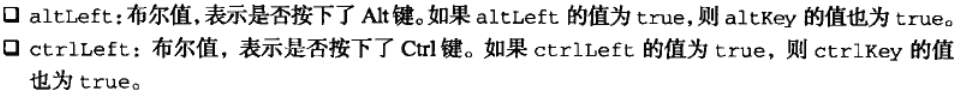 ❑ altLeft：布尔值，表示是否按下了 Alt 键。如果 altLeft 的值为 true，则 altKey 的值也为 true。
❑ ctrlLeft：布尔值，表示是否按下了 Ctrl 键。如果 ctrlLeft 的值为 true，则 ctrlKey 的值
也为 true。